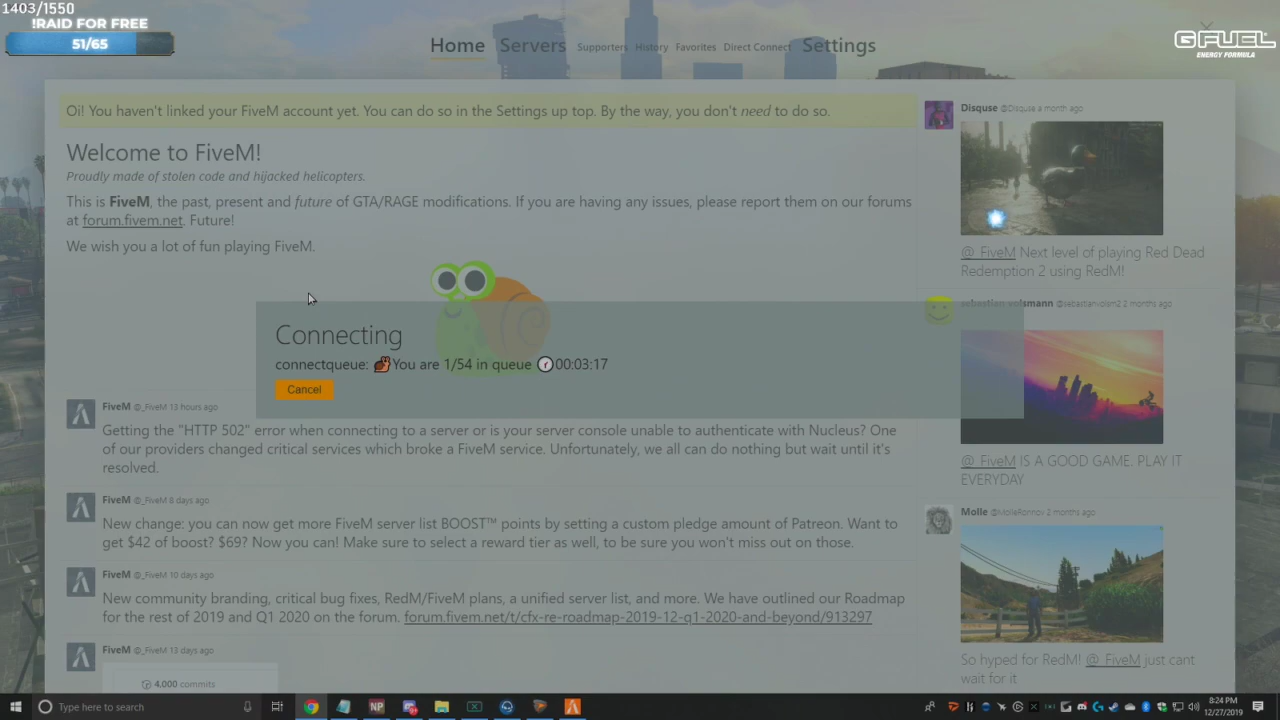 1403/1550
!RAID FOR FREE
51/65
Home Servers Supporters History Favorites Direct Connect Settings
G FUEL
ENERGY FORMULA
Oi! You haven't linked your FiveM account yet. You can do so in the Settings up top. By the way, you don't need to do so.
Welcome to FiveM!
Proudly made of stolen code and hijacked helicopters.
This is FiveM, the past, present and future of GTA/RAGE modifications. If you are having any issues, please report them on our forums
at forum.fivem.net. Future!
We wish you a lot of fun playing FiveM.
Connecting
connectqueue: 🐌You are 1/54 in queue 🕐00:03:17
Cancel
FiveM @_FiveM 13 hours ago
Getting the "HTTP 502" error when connecting to a server or is your server console unable to authenticate with Nucleus? One
of our providers changed critical services which broke a FiveM service. Unfortunately, we all can do nothing but wait until it's
resolved.
FiveM @_FiveM 8 days ago
New change: you can now get more FiveM server list BOOST™ points by setting a custom pledge amount of Patreon. Want to
get $42 of boost? $69? Now you can! Make sure to select a reward tier as well, to be sure you won't miss out on those.
FiveM @_FiveM 10 days ago
New community branding, critical bug fixes, RedM/FiveM plans, a unified server list, and more. We have outlined our Roadmap
for the rest of 2019 and Q1 2020 on the forum. forum.fivem.net/t/cfx-re-roadmap-2019-12-q1-2020-and-beyond/913297
FiveM @_FiveM 13 days ago
4,000 commits
Disquse @Disquse a month ago
@_FiveM Next level of playing Red Dead
Redemption 2 using RedM!
2 months ago
@_FiveM IS A GOOD GAME. PLAY IT
EVERYDAY
Molle @MolleRonnov 2 months ago
So hyped for RedM! @_FiveM just cant
wait for it
Type here to search
NP
8:24 PM
12/27/2019